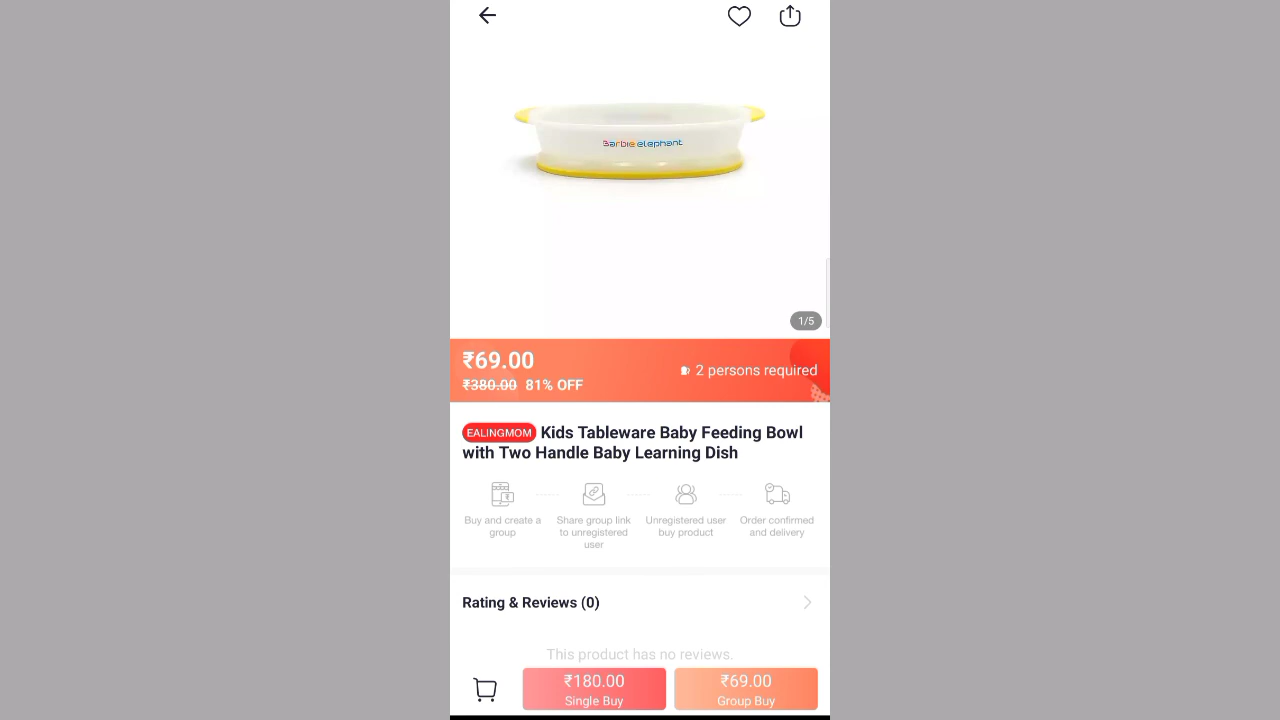 Barbie elephant
1/5
₹69.00
₹380.00 81% OFF
2 persons required
EALINGMOM Kids Tableware Baby Feeding Bowl
with Two Handle Baby Learning Dish
Buy and create a
group
Share group link
to unregistered
user
Unregistered user
buy product
Order confirmed
and delivery
Rating & Reviews (0)
This product has no reviews.
₹180.00
Single Buy
₹69.00
Group Buy